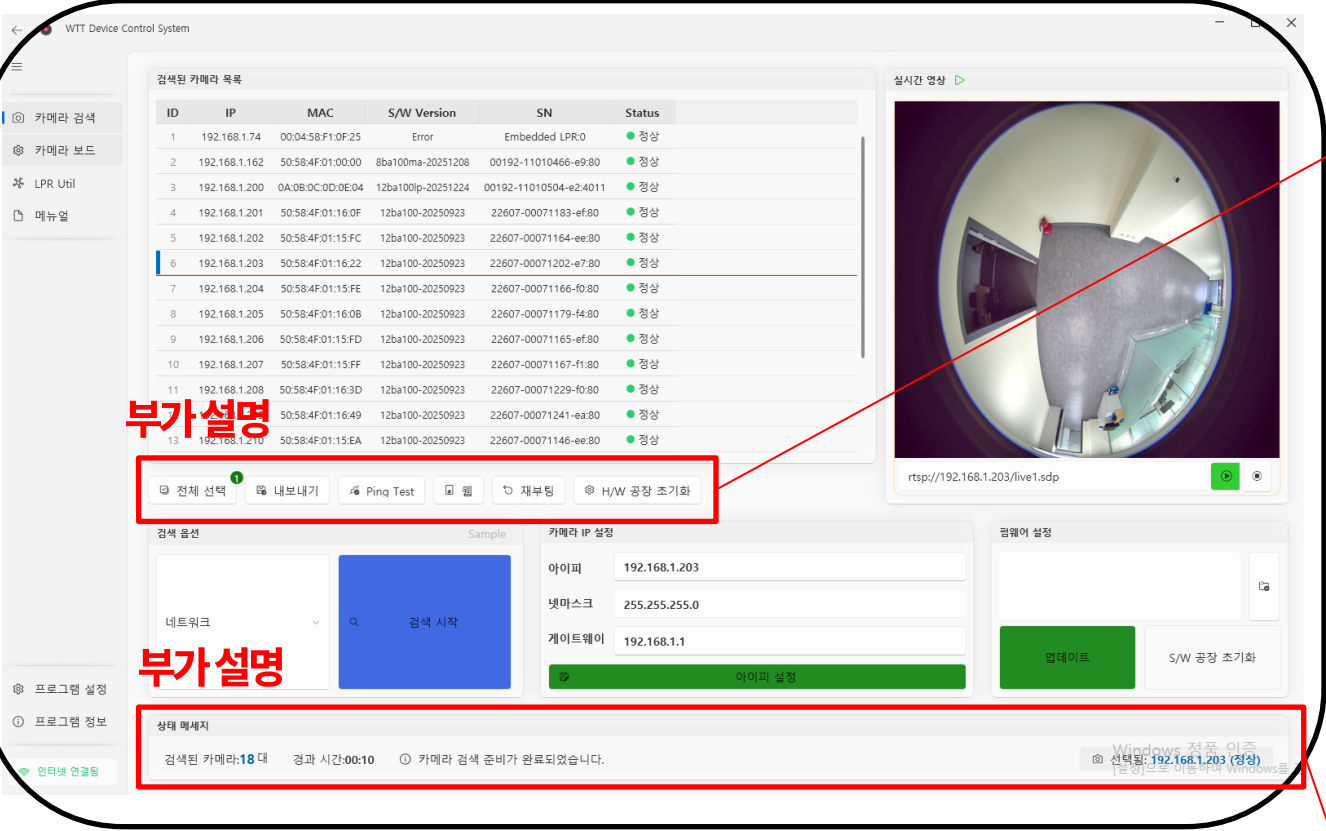 WTT Device Control System
카메라 검색
카메라 보드
LPR Util
메뉴얼
프로그램 설정
프로그램 정보
인터넷 연결됨
검색된 카메라 목록
ID IP MAC S/W Version SN Status
1 192.168.1.74 00:04:58:F1:0F:25 Error Embedded LPR:0 정상
2 192.168.1.162 50:58:4F:01:00:00 8ba100ma-20251208 00192-11010466-e9:80 정상
3 192.168.1.200 0A:0B:0C:0D:0E:04 12ba100lp-20251224 00192-11010504-e2:4011 정상
4 192.168.1.201 50:58:4F:01:16:0F 12ba100-20250923 22607-00071183-ef:80 정상
5 192.168.1.202 50:58:4F:01:15:FC 12ba100-20250923 22607-00071164-ee:80 정상
6 192.168.1.203 50:58:4F:01:16:22 12ba100-20250923 22607-00071202-e7:80 정상
7 192.168.1.204 50:58:4F:01:15:FE 12ba100-20250923 22607-00071166-f0:80 정상
8 192.168.1.205 50:58:4F:01:16:0B 12ba100-20250923 22607-00071179-f4:80 정상
9 192.168.1.206 50:58:4F:01:15:FD 12ba100-20250923 22607-00071165-ef:80 정상
10 192.168.1.207 50:58:4F:01:15:FF 12ba100-20250923 22607-00071167-f1:80 정상
11 192.168.1.208 50:58:4F:01:16:3D 12ba100-20250923 22607-00071229-f0:80 정상
50:58:4F:01:16:49 12ba100-20250923 22607-00071241-ea:80 정상
13 192.168.1.210 50:58:4F:01:15:EA 12ba100-20250923 22607-00071146-ee:80 정상
부가 설명
실시간 영상
rtsp://192.168.1.203/live1.sdp
전체 선택 1 내보내기 Ping Test 웹 재부팅 H/W 공장 초기화
검색 옵션 Sample
네트워크
검색 시작
부가 설명
카메라 IP 설정
아이피 192.168.1.203
넷마스크 255.255.255.0
게이트웨이 192.168.1.1
아이피 설정
펌웨어 설정
업데이트
S/W 공장 초기화
상태 메세지
검색된 카메라:18 대 경과 시간:00:10 카메라 검색 준비가 완료되었습니다.
선택됨: 192.168.1.203 (정상)
Windows 정품 인증
[설정]으로 이동하여 Windows를